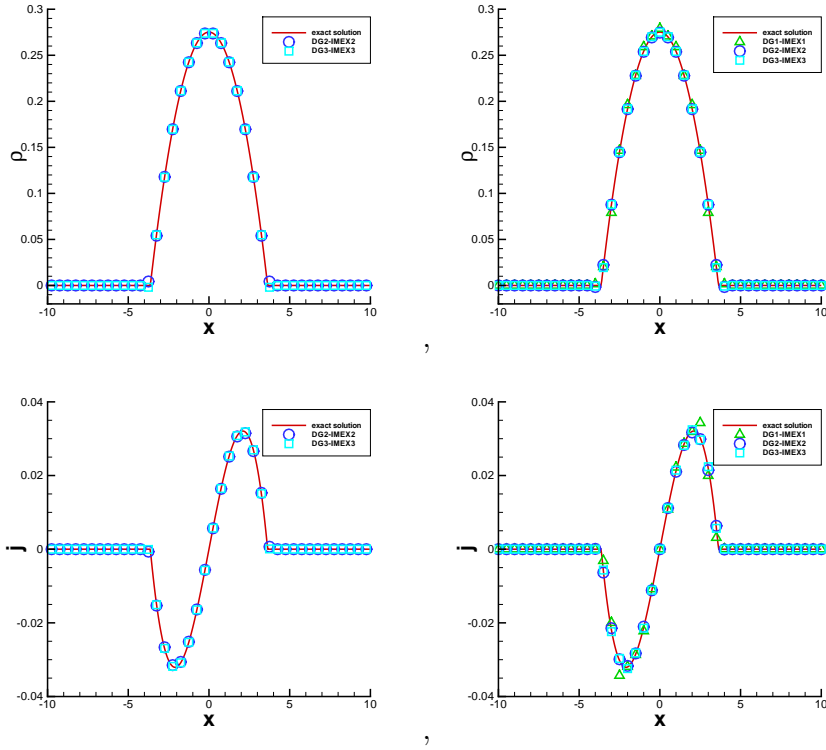 exact solution
DG2-IMEX2
DG3-IMEX3
ρ
0.3
0.25
0.2
0.15
0.1
0.05
0
-10
-5
0
5
10
x
,
exact solution
DG1-IMEX1
DG2-IMEX2
DG3-IMEX3
ρ
0.3
0.25
0.2
0.15
0.1
0.05
0
-10
-5
0
5
10
x
exact solution
DG2-IMEX2
DG3-IMEX3
j
0.04
0.02
0
-0.02
-0.04
-10
-5
0
5
10
x
,
exact solution
DG1-IMEX1
DG2-IMEX2
DG3-IMEX3
j
0.04
0.02
0
-0.02
-0.04
-10
-5
0
5
10
x